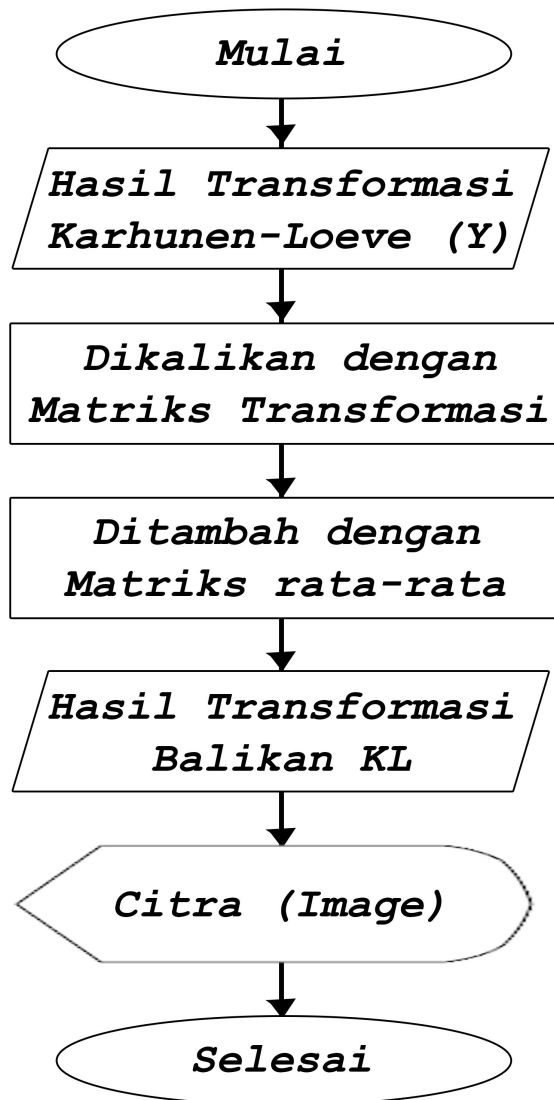 Mulai
Hasil Transformasi
Karhunen-Loeve (Y)
Dikalikan dengan
Matriks Transformasi
Ditambah dengan
Matriks rata-rata
Hasil Transformasi
Balikan KL
Citra (Image)
Selesai